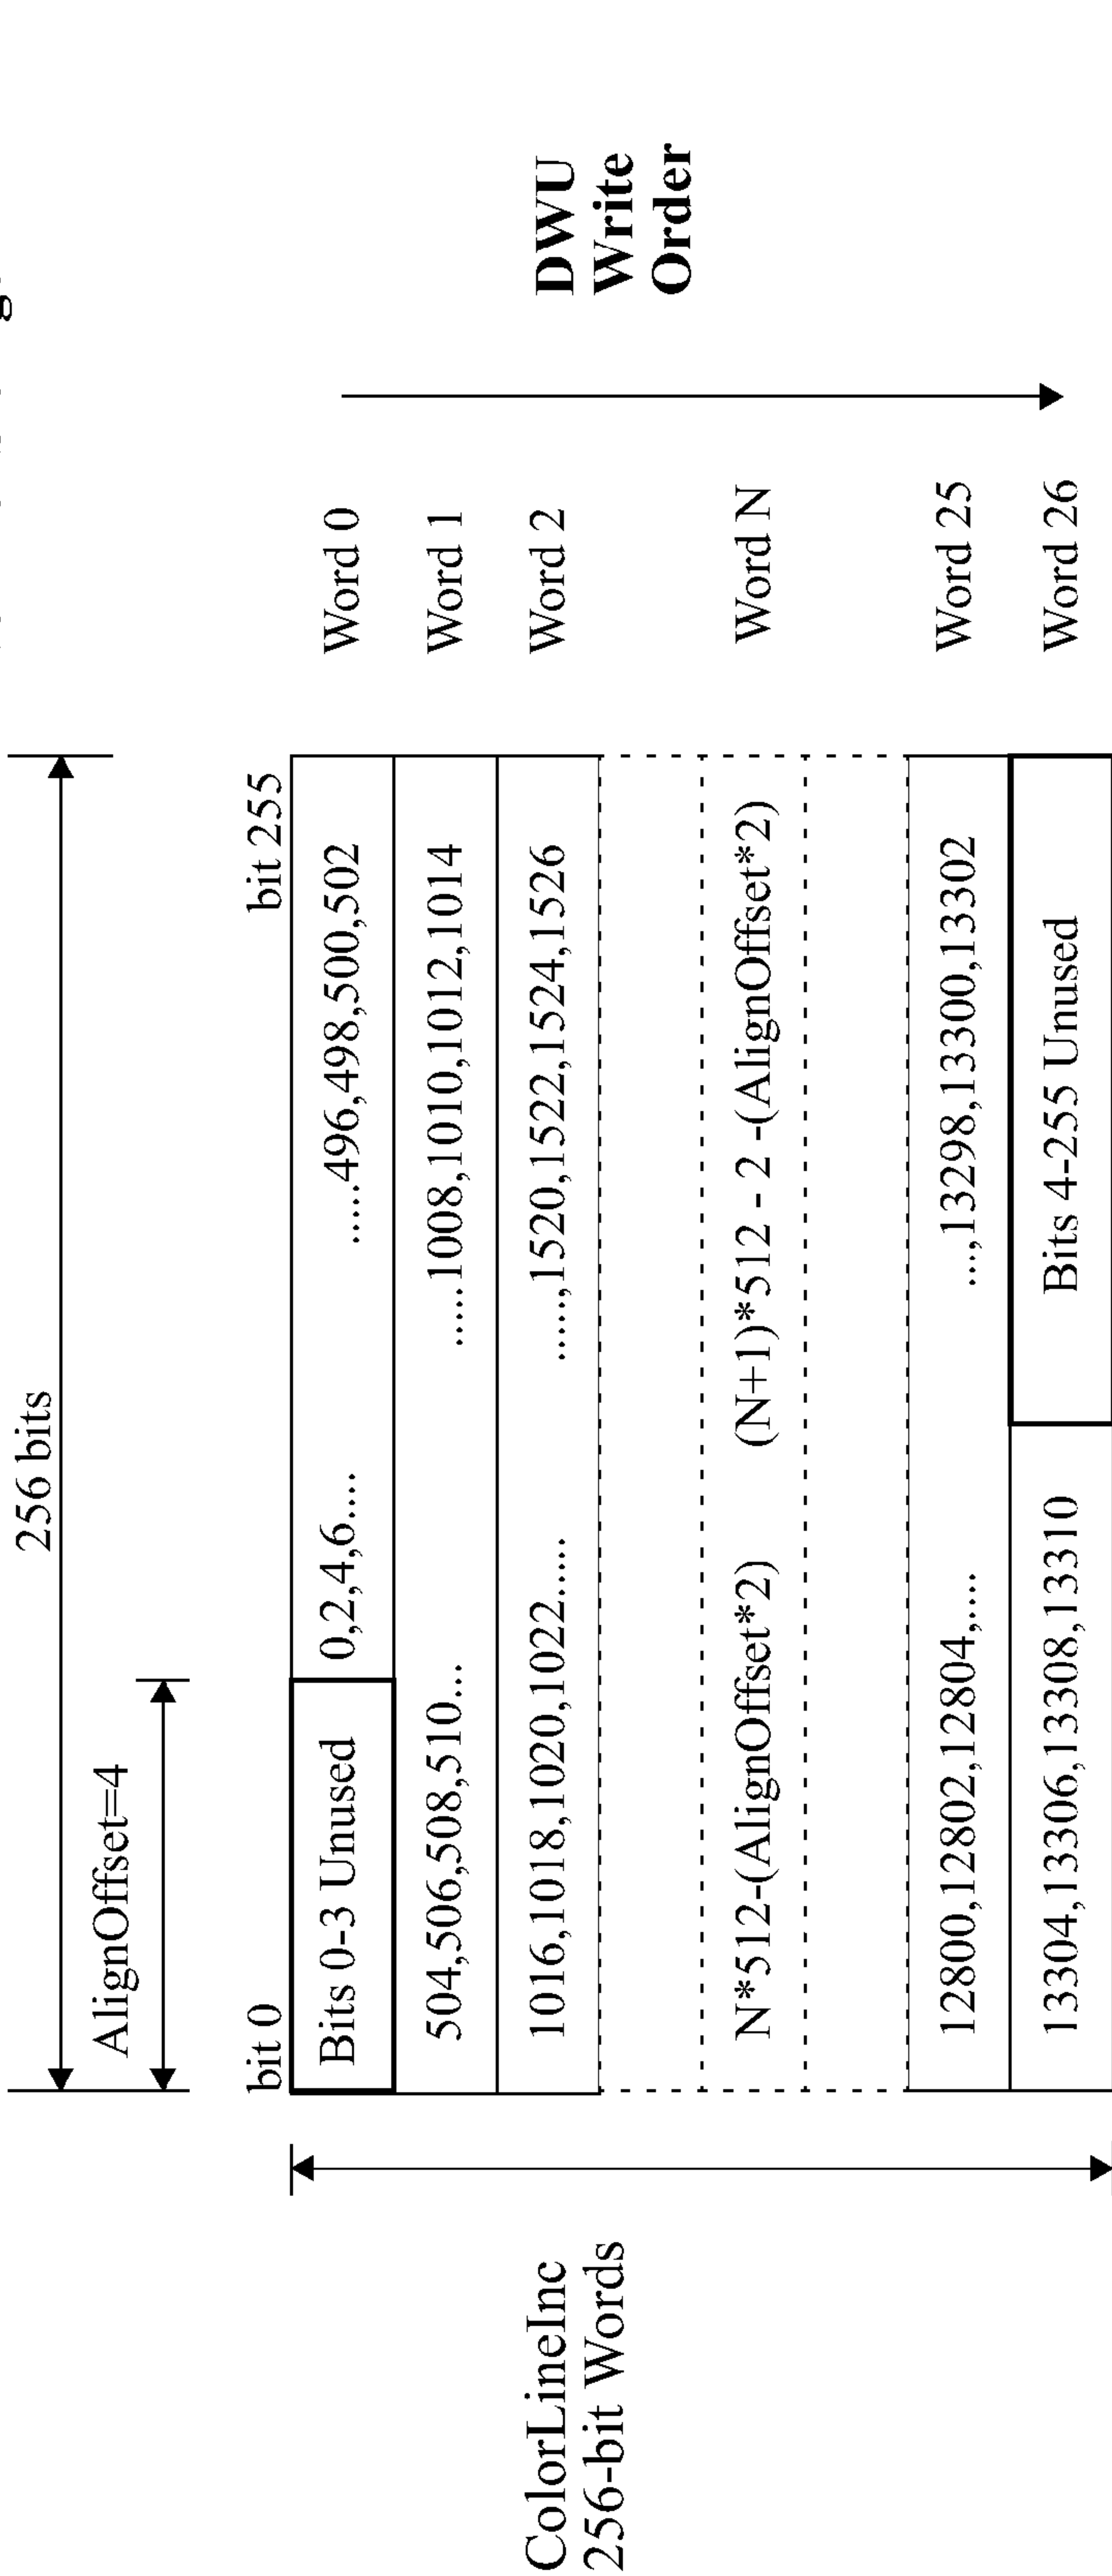 256 bits
AlignOffset=4
bit 0
bit 255
Bits 0-3 Unused
0,2,4,6....
.....496,498,500,502
Word 0
504,506,508,510...
.....1008,1010,1012,1014
Word 1
1016,1018,1020,1022.....
.....,1520,1522,1524,1526
Word 2
N*512-(AlignOffset*2)
(N+1)*512 - 2 -(AlignOffset*2)
Word N
12800,12802,12804,....
...,13298,13300,13302
Word 25
13304,13306,13308,13310
Bits 4-255 Unused
Word 26
ColorLineInc
256-bit Words
DWU
Write
Order